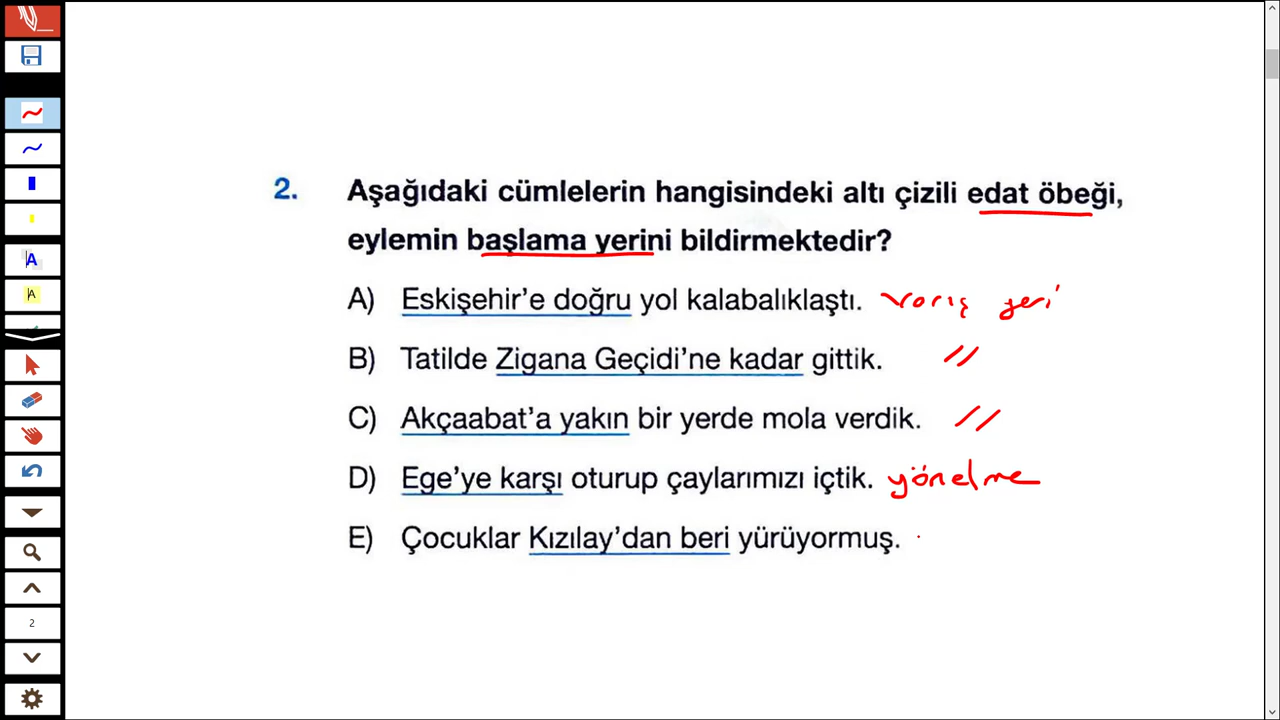 2. Aşağıdaki cümlelerin hangisindeki altı çizili edat öbeği,
eylemin başlama yerini bildirmektedir?
A) Eskişehir'e doğru yol kalabalıklaştı. varış yeri
B) Tatilde Zigana Geçidi'ne kadar gittik. //
C) Akçaabat'a yakın bir yerde mola verdik. //
D) Ege'ye karşı oturup çaylarımızı içtik. yönelme
E) Çocuklar Kızılay'dan beri yürüyormuş.
A
A
2